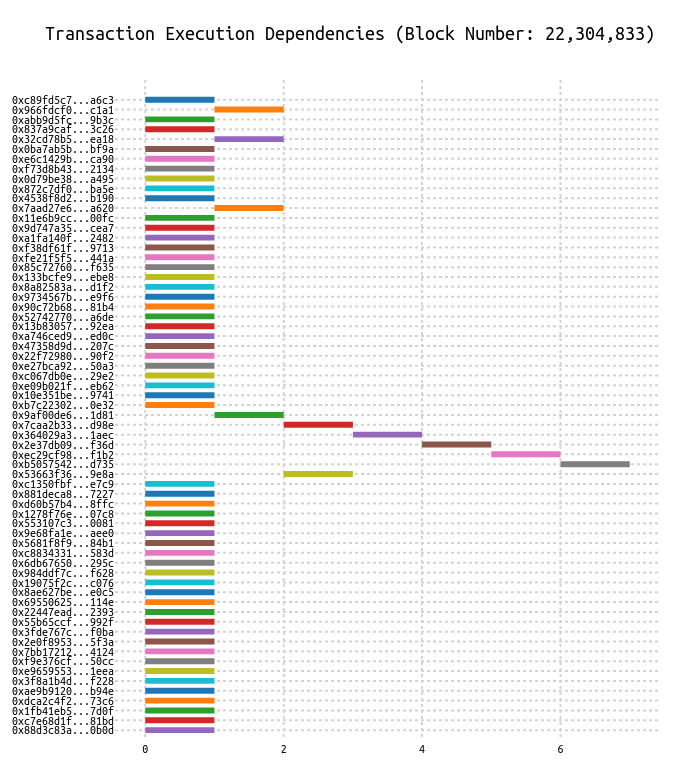 Transaction Execution Dependencies (Block Number: 22,304,833)
0xc89fd5c7...a6c3
0x966fdcf0...c1a1
0xabb9d5fc...9b3c
0x837a9caf...3c26
0x32cd78b5...ea18
0x0ba7ab5b...bf9a
0xe6c1429b...ca90
0xf73d8b43...2134
0x0d79be38...a495
0x872c7df0...ba5e
0x4538f8d2...b190
0x7aad27e6...a620
0x11e6b9cc...00fc
0x9d747a35...cea7
0xa1fa140f...2482
0xf38df61f...9713
0xfe21f5f5...441a
0x85c72760...f635
0x133bcfe9...ebe8
0x8a82583a...d1f2
0x9734567b...e9f6
0x90c72b68...81b4
0x52742770...a6de
0x13b83057...92ea
0xa746ced9...ed0c
0x47358d9d...207c
0x22f72980...90f2
0xe27bca92...50a3
0xc067db0e...29e2
0xe09b021f...eb62
0x10e351be...9741
0xb7c22302...0e32
0x9af00de6...1d81
0x7caa2b33...d98e
0x364029a3...1aec
0x2e37db09...f36d
0xec29cf98...f1b2
0xb5057542...d735
0x53663f36...9e8a
0xc1350fbf...e7c9
0x881deca8...7227
0xd60b57b4...8ffc
0x1278f76e...07c8
0x553107c3...0081
0x9e68fa1e...aee0
0x5681f8f9...84b1
0xc8834331...583d
0x6db67650...295c
0x984ddf7c...f628
0x19075f2c...c076
0x8ae627be...e0c5
0x69550625...114e
0x22447ead...2393
0x55b65ccf...992f
0x3fde767c...f0ba
0x2e0f8953...5f3a
0x7bb17212...4124
0xf9e376cf...50cc
0xe9659553...1eea
0x3f8a1b4d...f228
0xae9b9120...b94e
0xdca2c4f2...73c6
0x1fb41eb5...7d0f
0xc7e68d1f...81bd
0x88d3c83a...0b0d
0 2 4 6